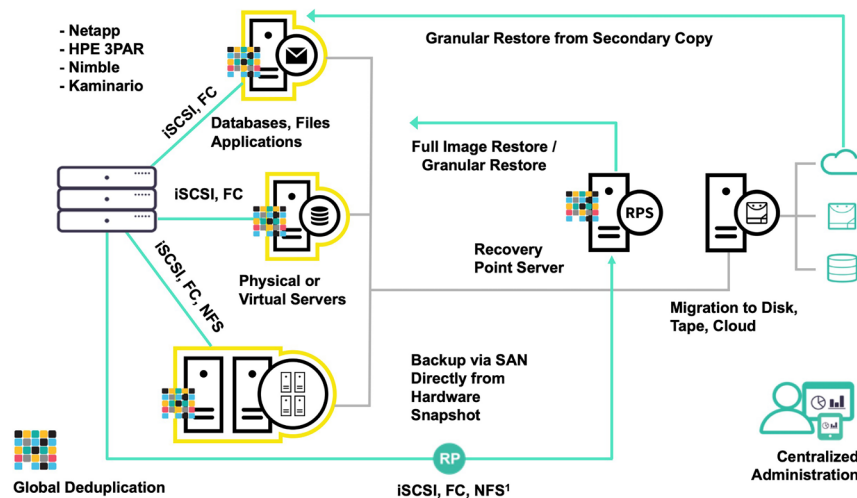 - Netapp
- HPE 3PAR
- Nimble
- Kaminario
Granular Restore from Secondary Copy
iSCSI, FC
Databases, Files
Applications
Full Image Restore /
Granular Restore
iSCSI, FC
RPS
Recovery
Point Server
Physical or
Virtual Servers
iSCSI, FC, NFS
Migration to Disk,
Tape, Cloud
Backup via SAN
Directly from
Hardware
Snapshot
RP
iSCSI, FC, NFS¹
Global Deduplication
Centralized
Administration